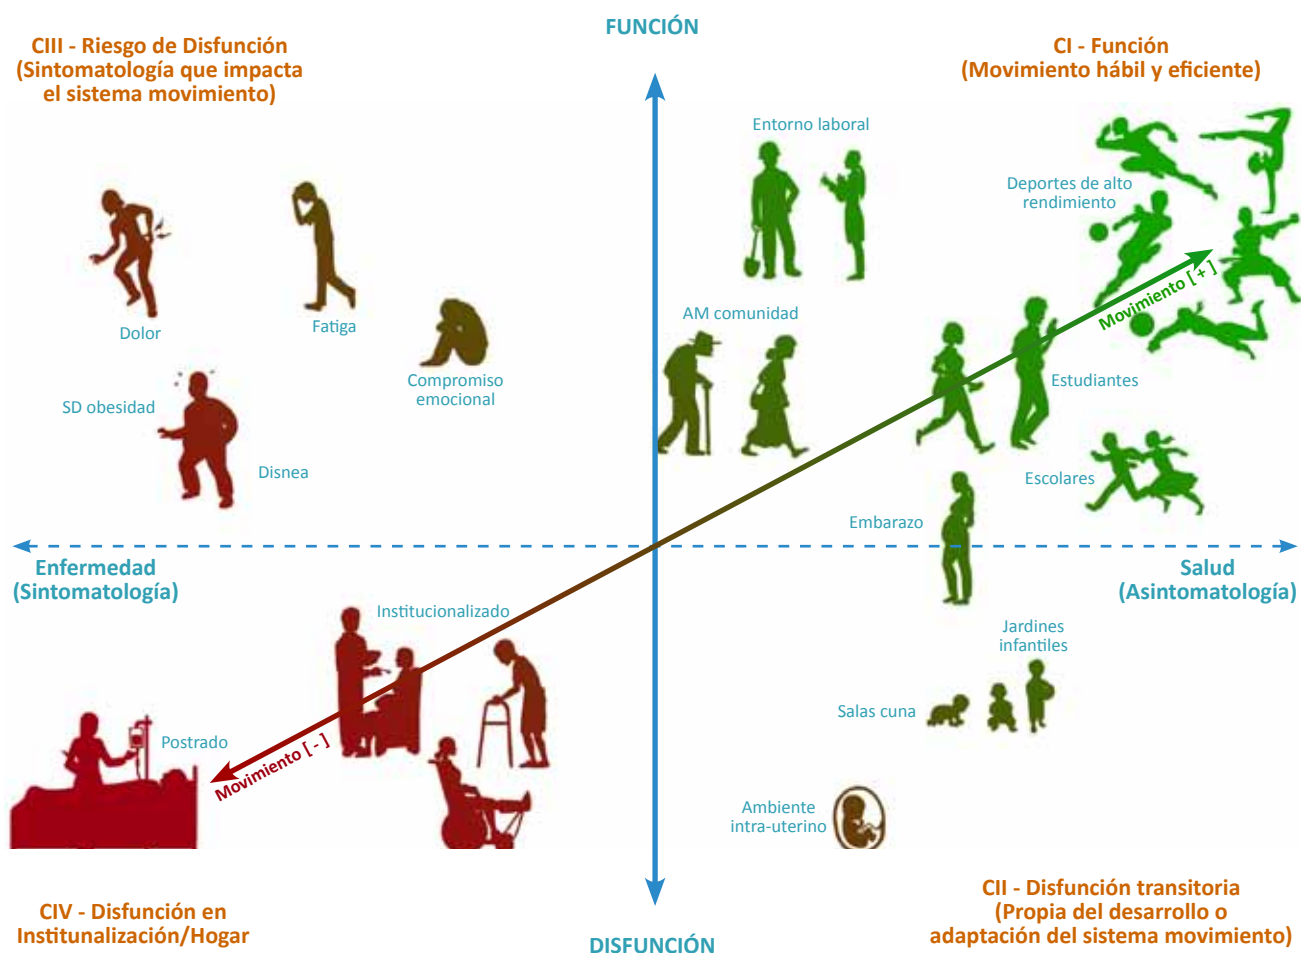 FUNCIÓN
CIII - Riesgo de Disfunción
(Sintomatología que impacta
el sistema movimiento)
CI - Función
(Movimiento hábil y eficiente)
Entorno laboral
Deportes de alto
rendimiento
Movimiento [ + ]
AM comunidad
Dolor
Fatiga
Compromiso
emocional
Estudiantes
SD obesidad
Disnea
Escolares
Embarazo
Enfermedad
(Sintomatología)
Salud
(Asintomatología)
Institucionalizado
Jardines
infantiles
Salas cuna
Postrado
Movimiento [ - ]
Ambiente
intra-uterino
CIV - Disfunción en
Institunalización/Hogar
CII - Disfunción transitoria
(Propia del desarrollo o
adaptación del sistema movimiento)
DISFUNCIÓN